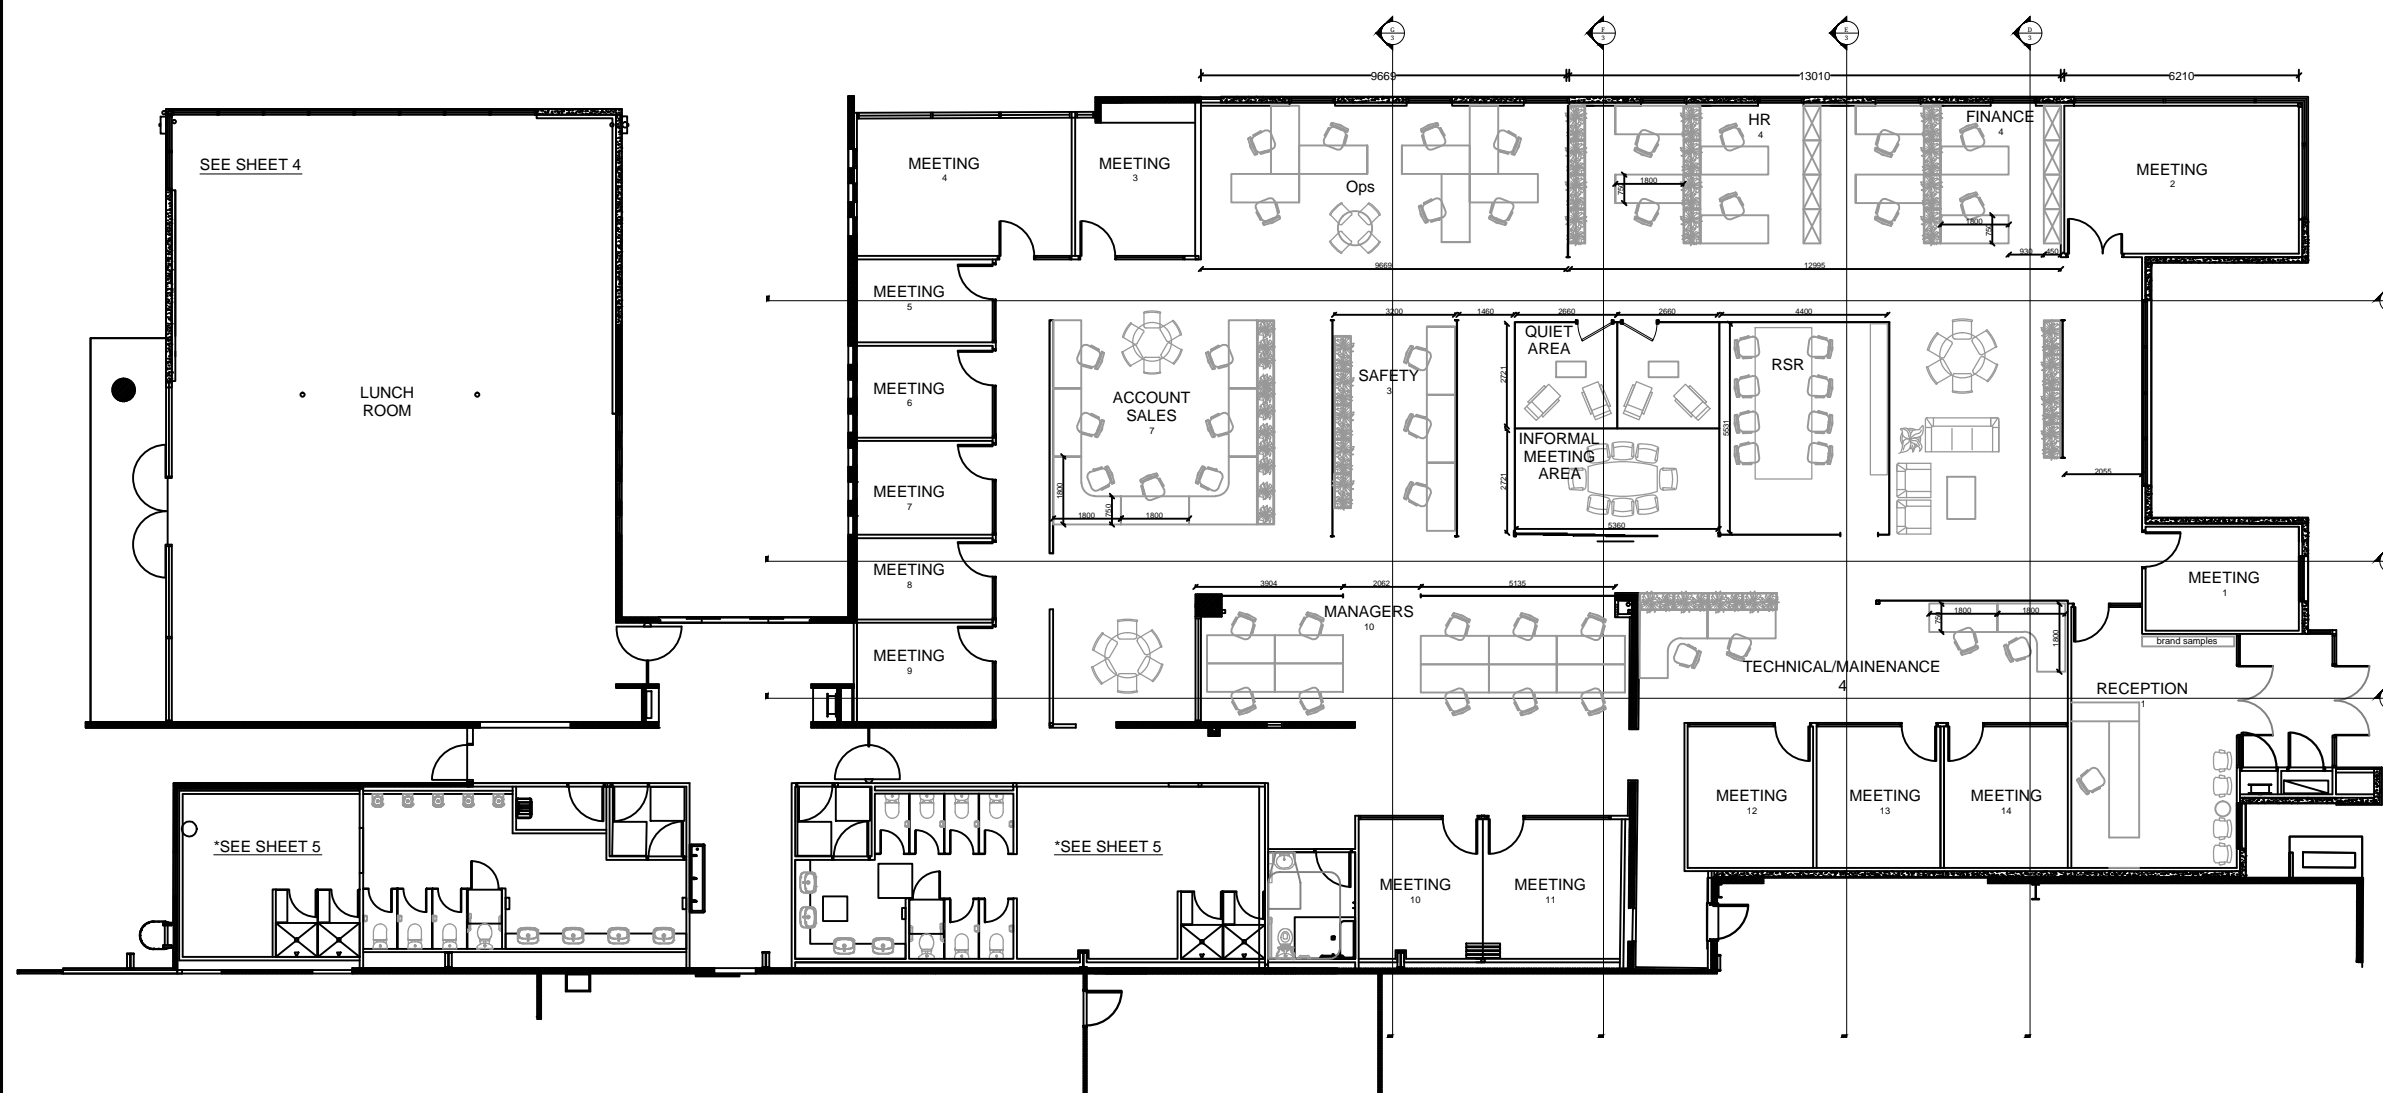 G
3
F
3
E
3
D
3
9669
13010
6210
SEE SHEET 4
MEETING
4
MEETING
3
Ops
HR
4
FINANCE
4
MEETING
2
1800
750
1800
750
930
450
9669
12995
MEETING
5
3200
1460
2660
2660
4400
QUIET
AREA
RSR
SAFETY
3
2721
LUNCH
ROOM
MEETING
6
ACCOUNT
SALES
7
5531
INFORMAL
MEETING
AREA
2721
2055
MEETING
7
1800
1800
750
1800
5360
MEETING
8
3904
2062
5135
MEETING
1
MANAGERS
10
1800
1800
750
1800
brand samples
MEETING
9
TECHNICAL/MAINENANCE
4
RECEPTION
1
MEETING
12
MEETING
13
MEETING
14
*SEE SHEET 5
*SEE SHEET 5
MEETING
10
MEETING
11